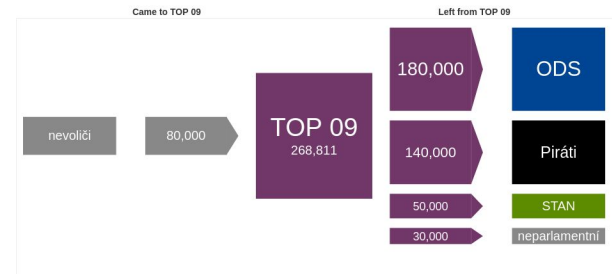 Came to TOP 09
Left from TOP 09
nevoliči
80,000
TOP 09
268,811
180,000
ODS
140,000
Piráti
50,000
STAN
30,000
neparlamentní